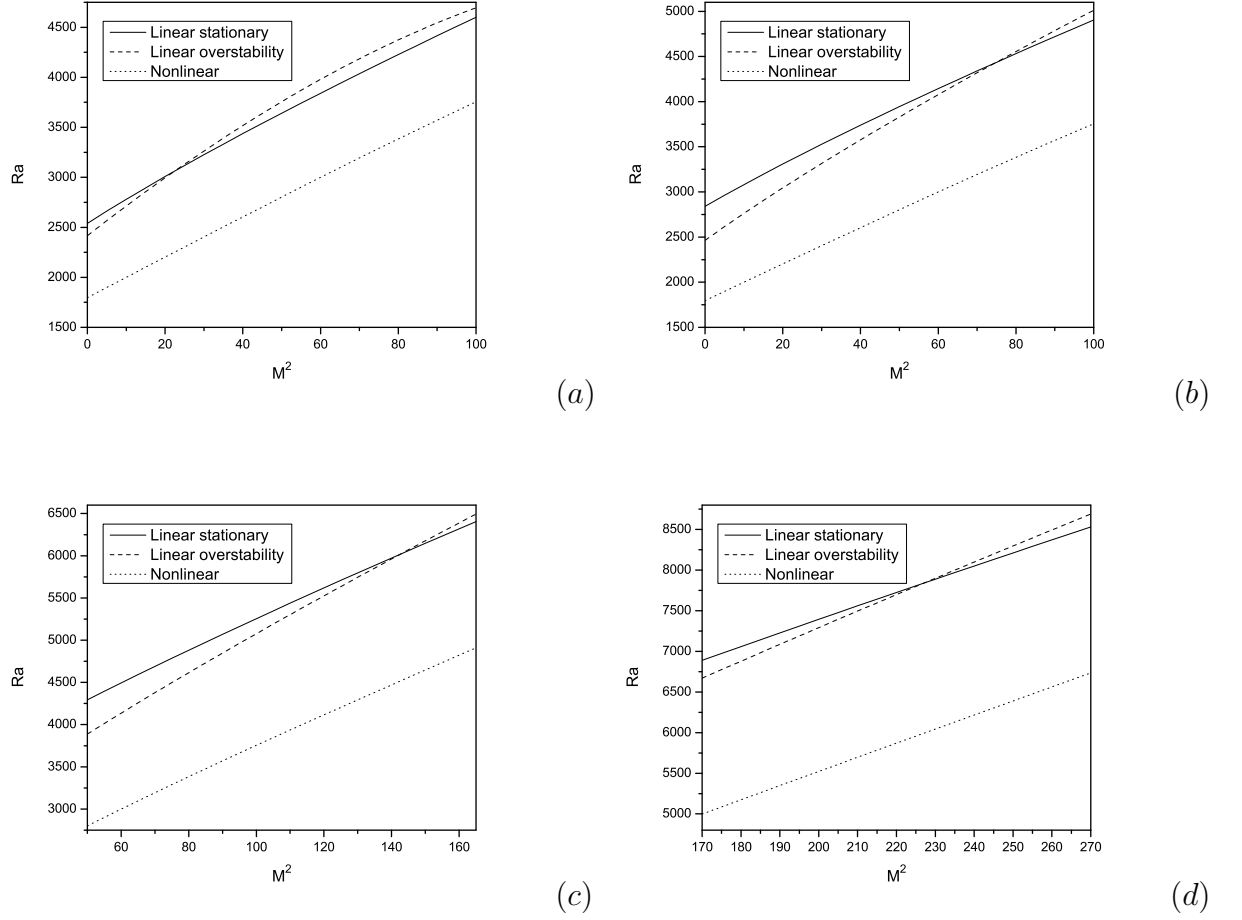 Linear stationary
Linear overstability
Nonlinear
4500
4000
3500
3000
2500
2000
1500
Ra
0 20 40 60 80 100
M²
(a)
Linear stationary
Linear overstability
Nonlinear
5000
4500
4000
3500
3000
2500
2000
1500
Ra
0 20 40 60 80 100
M²
(b)
Linear stationary
Linear overstability
Nonlinear
6500
6000
5500
5000
4500
4000
3500
3000
Ra
60 80 100 120 140 160
M²
(c)
Linear stationary
Linear overstability
Nonlinear
8500
8000
7500
7000
6500
6000
5500
5000
Ra
170 180 190 200 210 220 230 240 250 260 270
M²
(d)